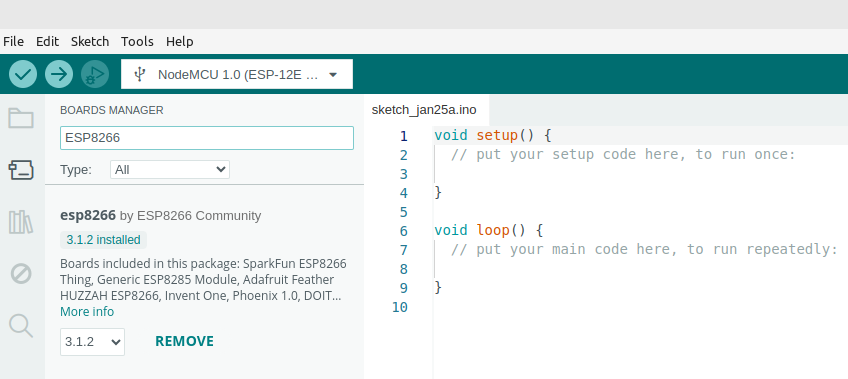 File Edit Sketch Tools Help
NodeMCU 1.0 (ESP-12E ...
BOARDS MANAGER
ESP8266
Type: All
esp8266 by ESP8266 Community
3.1.2 installed
Boards included in this package: SparkFun ESP8266
Thing, Generic ESP8285 Module, Adafruit Feather
HUZZAH ESP8266, Invent One, Phoenix 1.0, DOIT...
More info
3.1.2 REMOVE
sketch_jan25a.ino
1 void setup() {
2 // put your setup code here, to run once:
3
4 }
5
6 void loop() {
7 // put your main code here, to run repeatedly:
8
9 }
10